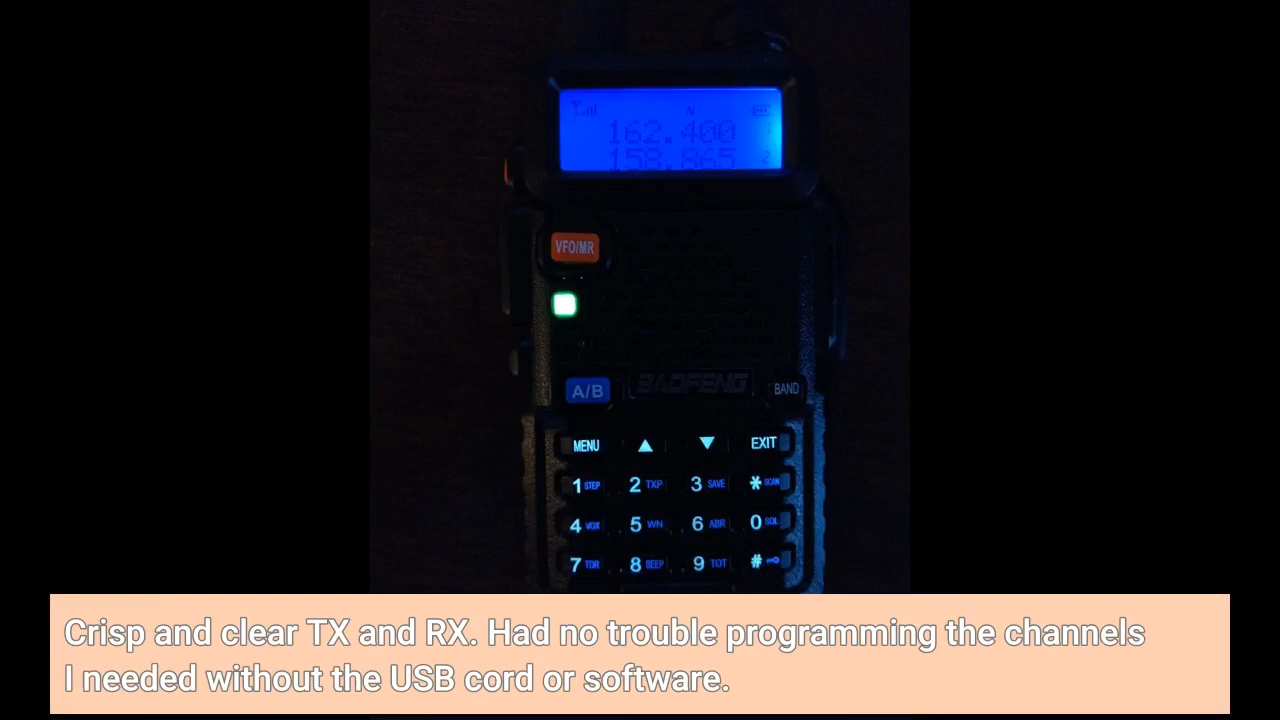 N
162.400 1
158.865 2
VFO/MR
A/B BAOFENG BAND
MENU ▲ ▼ EXIT
1 STEP 2 TXP 3 SAVE * SCAN
4 VOX 5 WN 6 ABR 0 SQL
7 TDR 8 BEEP 9 TOT #
Crisp and clear TX and RX. Had no trouble programming the channels
I needed without the USB cord or software.